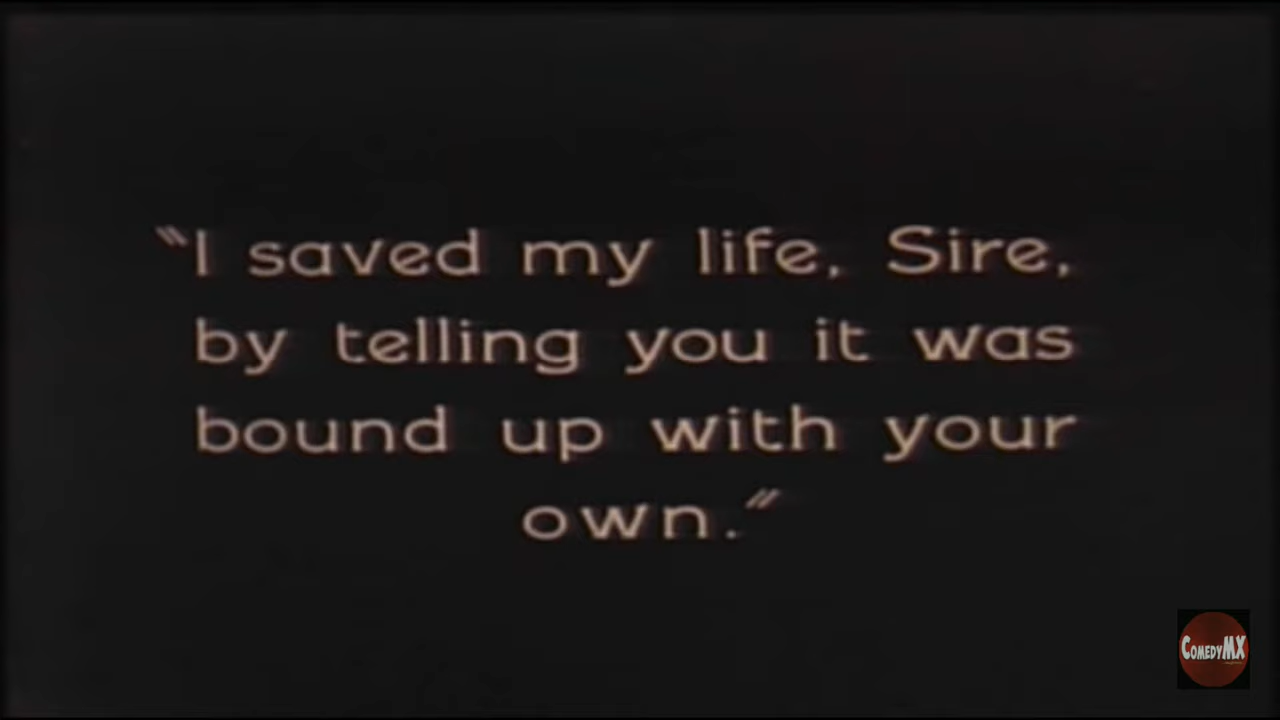 “I saved my life, Sire,
by telling you it was
bound up with your
own.”
COMEDYMX